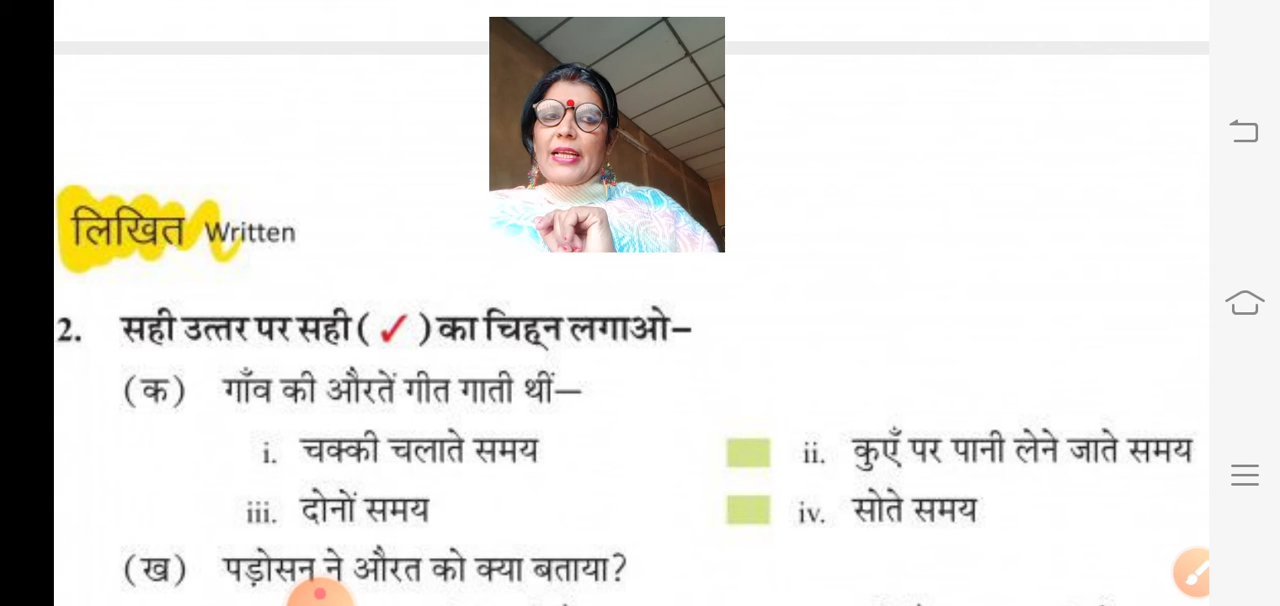 लिखित Written
2. सही उत्तर पर सही ( ✓ ) का चिह्न लगाओ–
(क) गाँव की औरतें गीत गाती थीं—
i. चक्की चलाते समय ii. कुएँ पर पानी लेने जाते समय
iii. दोनों समय iv. सोते समय
(ख) पड़ोसन ने औरत को क्या बताया?